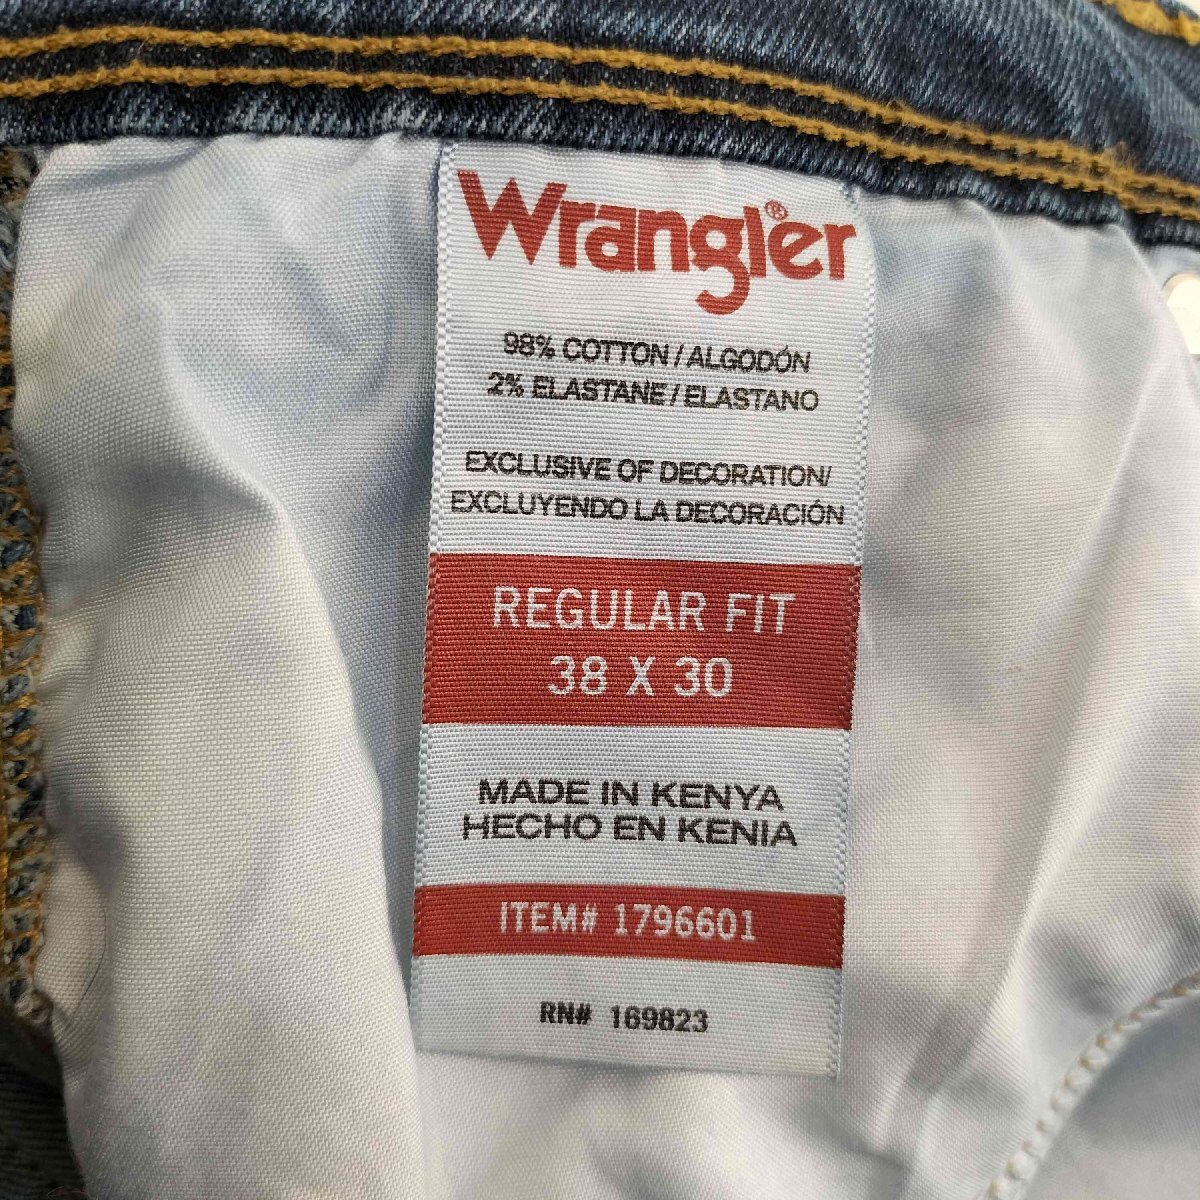 Wrangler®
98% COTTON/ALGODÓN
2% ELASTANE/ELASTANO
EXCLUSIVE OF DECORATION/
EXCLUYENDO LA DECORACIÓN
REGULAR FIT
38 X 30
MADE IN KENYA
HECHO EN KENIA
ITEM# 1796601
RN# 169823